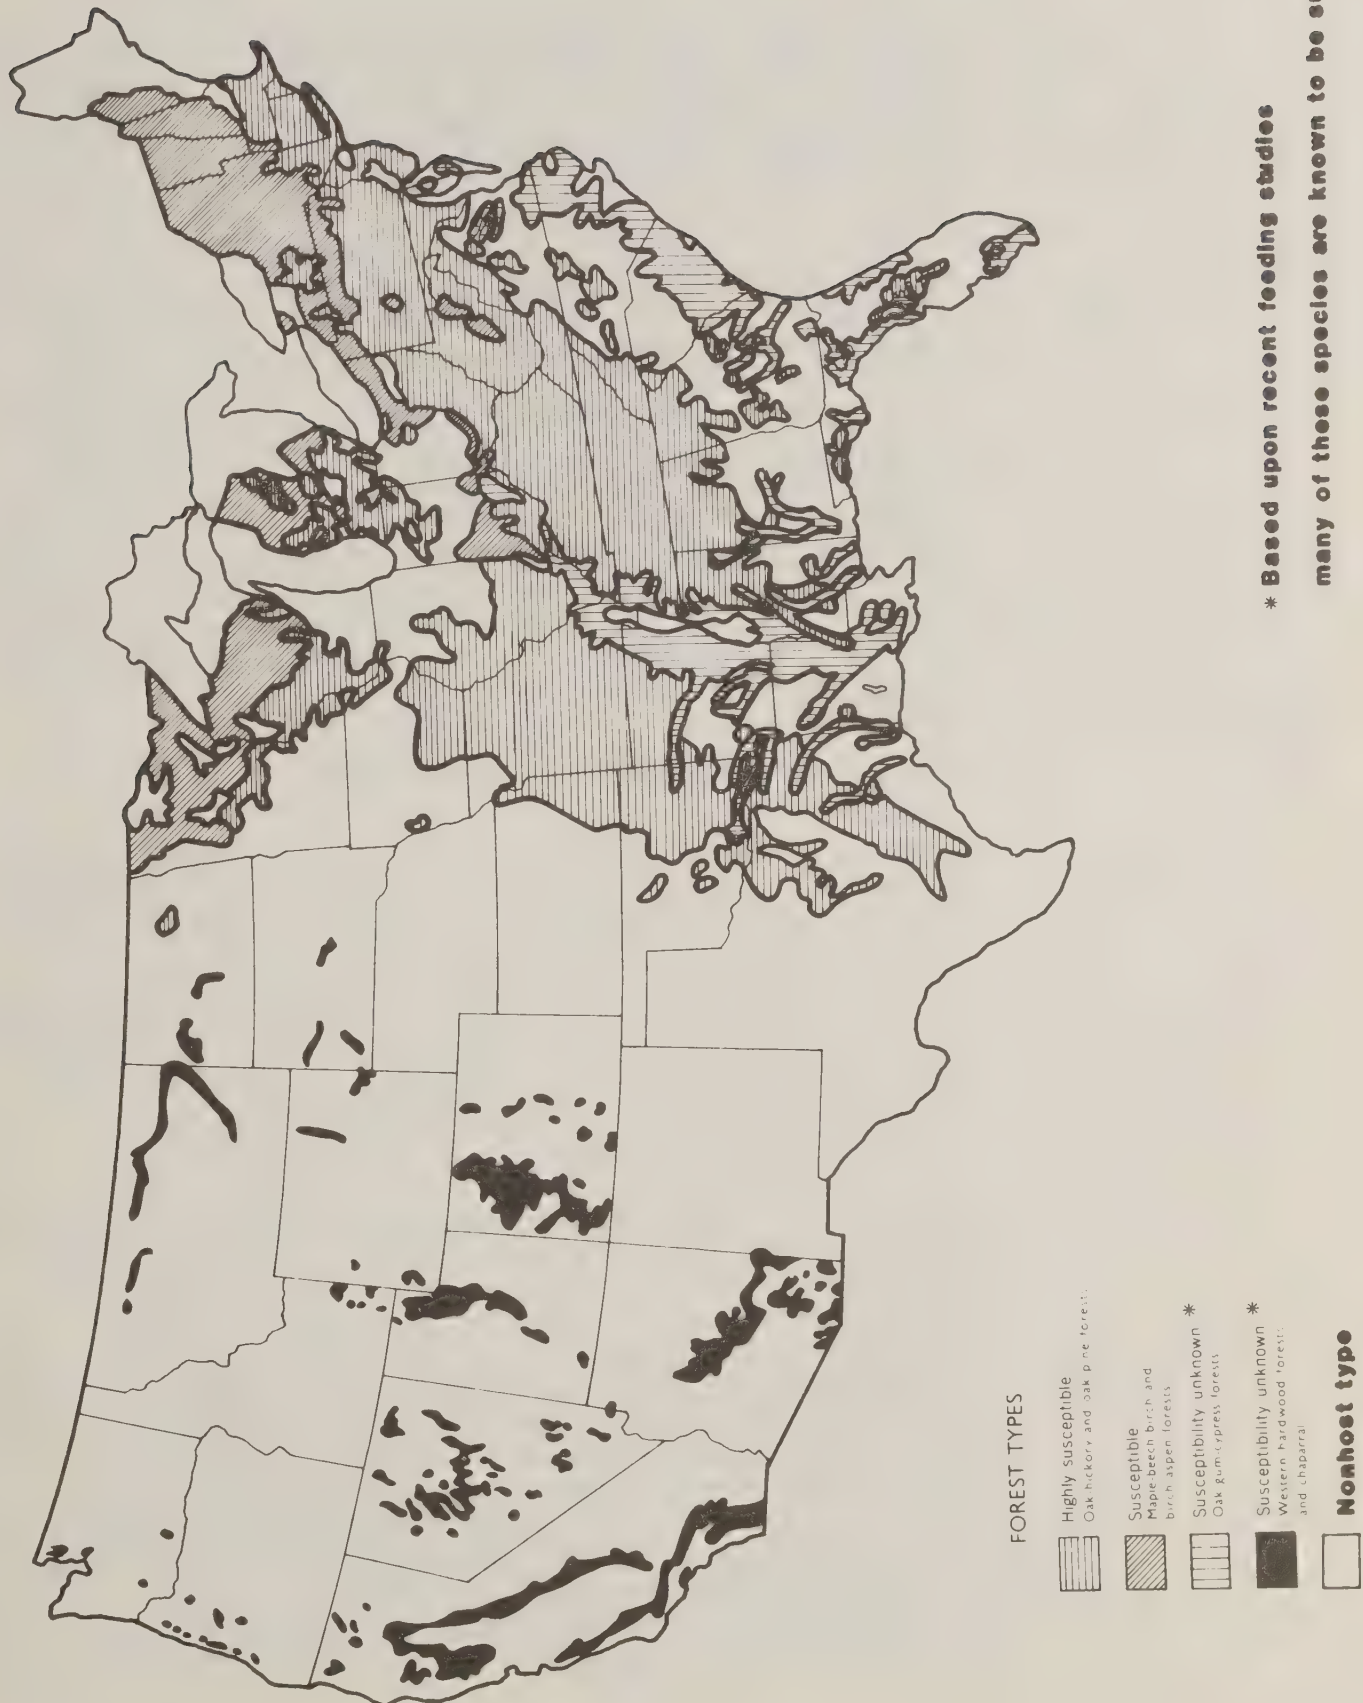 FOREST TYPES
Highly susceptible
Oak hickory and oak pine forests
Susceptible
Maple-beech birch and
birch aspen forests
Susceptibility unknown *
Oak gum-cypress forests
Susceptibility unknown *
Western hardwood forests
and chaparral
Nonhost type
* Based upon recent feeding studies
many of these species are known to be